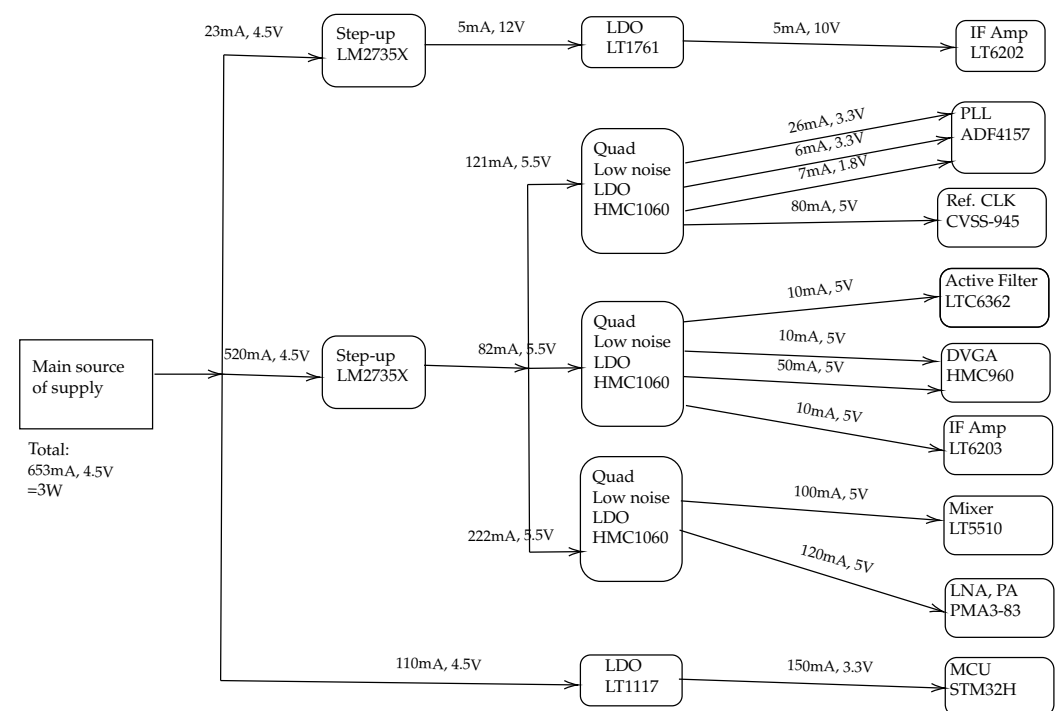 23mA, 4.5V
Step-up
LM2735X
5mA, 12V
LDO
LT1761
5mA, 10V
IF Amp
LT6202
121mA, 5.5V
Quad
Low noise
LDO
HMC1060
26mA, 3.3V
6mA, 3.3V
7mA, 1.8V
80mA, 5V
PLL
ADF4157
Ref. CLK
CVSS-945
Main source
of supply
Total:
653mA, 4.5V
=3W
520mA, 4.5V
Step-up
LM2735X
82mA, 5.5V
Quad
Low noise
LDO
HMC1060
10mA, 5V
10mA, 5V
50mA, 5V
10mA, 5V
Active Filter
LTC6362
DVGA
HMC960
IF Amp
LT6203
222mA, 5.5V
Quad
Low noise
LDO
HMC1060
100mA, 5V
120mA, 5V
Mixer
LT5510
LNA, PA
PMA3-83
110mA, 4.5V
LDO
LT1117
150mA, 3.3V
MCU
STM32H